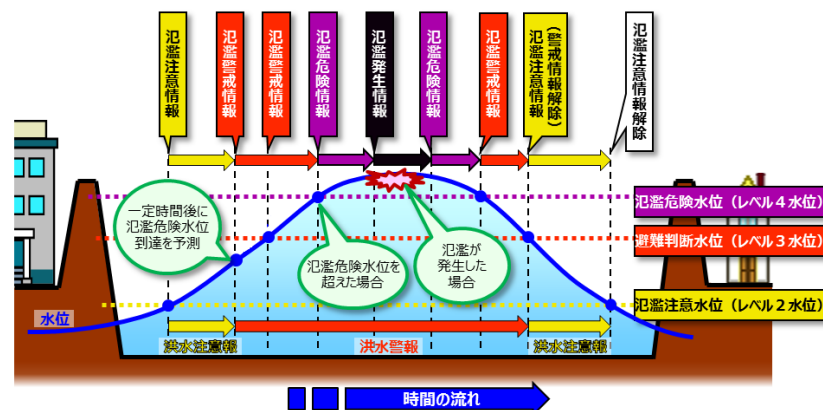 氾濫注意情報
氾濫警戒情報
氾濫警戒情報
氾濫危険情報
氾濫発生情報
氾濫危険情報
氾濫警戒情報
(警戒情報解除)
氾濫注意情報
氾濫注意情報解除
一定時間後に
氾濫危険水位
到達を予測
氾濫危険水位を
超えた場合
氾濫が
発生した
場合
氾濫危険水位(レベル4水位)
避難判断水位(レベル3水位)
氾濫注意水位(レベル2水位)
水位
洪水注意報
洪水警報
洪水注意報
時間の流れ